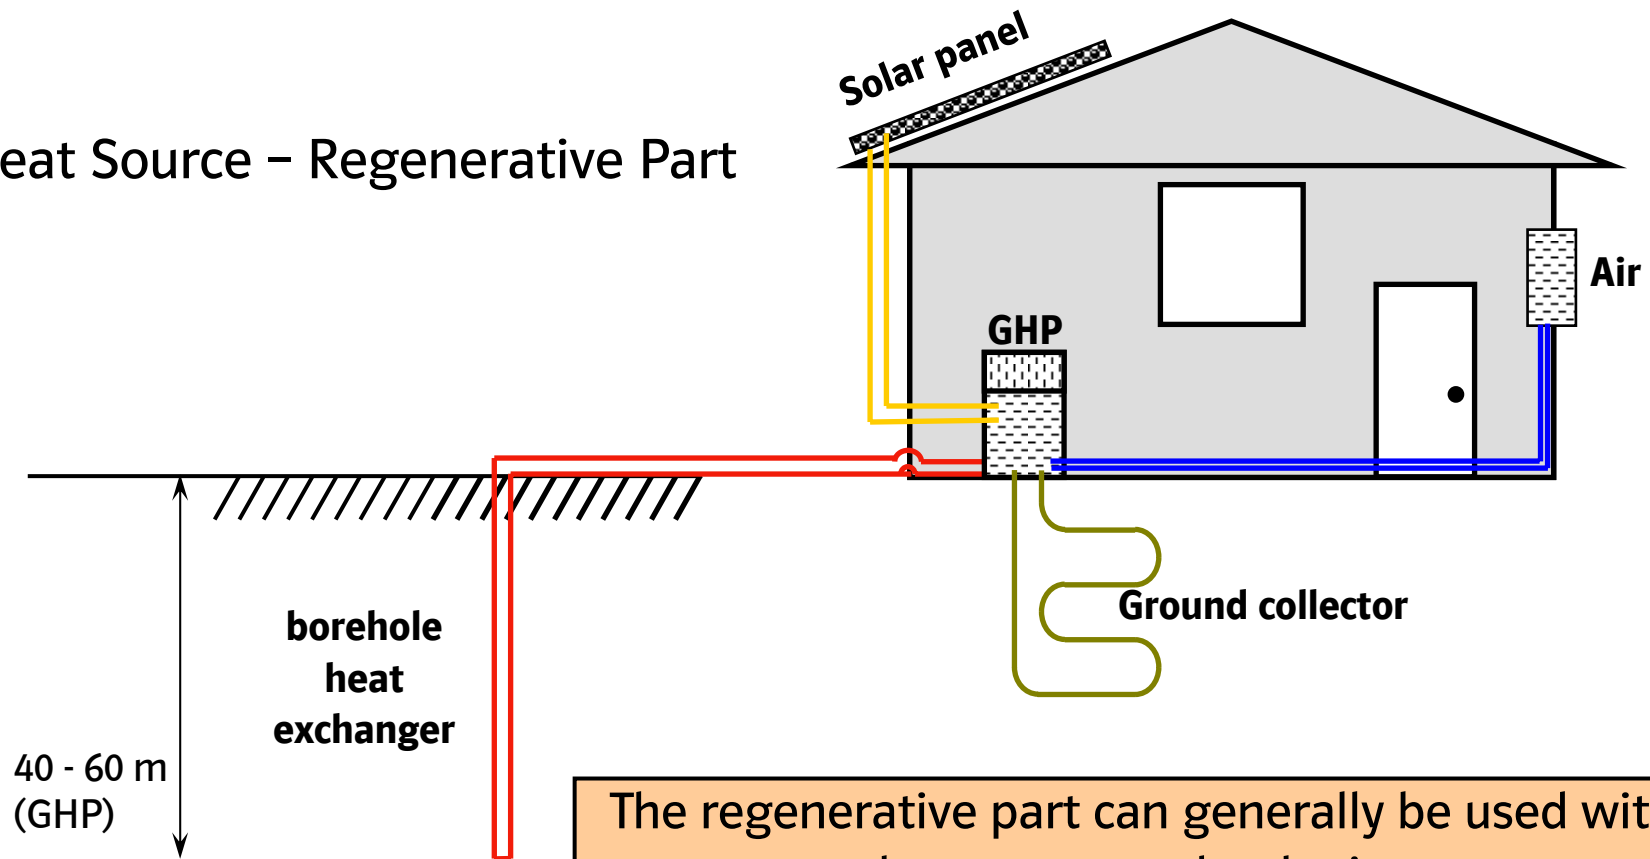 Solar panel
eat Source – Regenerative Part
Air
GHP
Ground collector
borehole
heat
exchanger
40 - 60 m
(GHP)
The regenerative part can generally be used wit